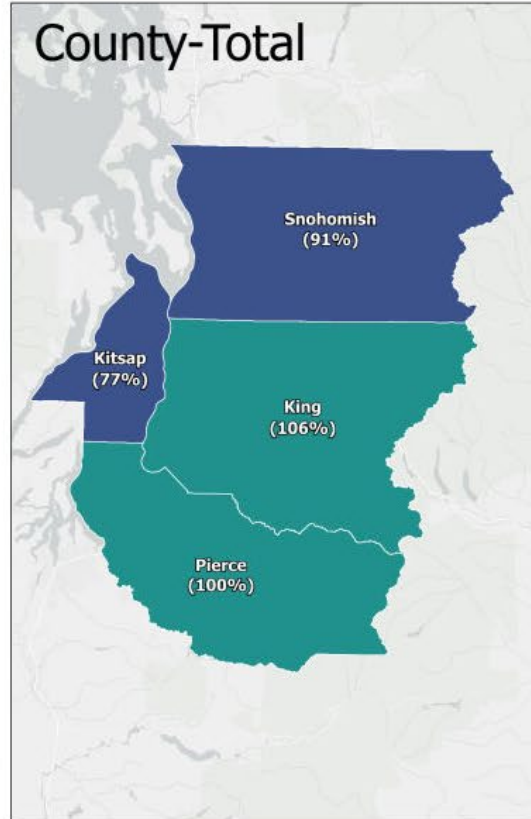 County-Total
Snohomish
(91%)
Kitsap
(77%)
King
(106%)
Pierce
(100%)